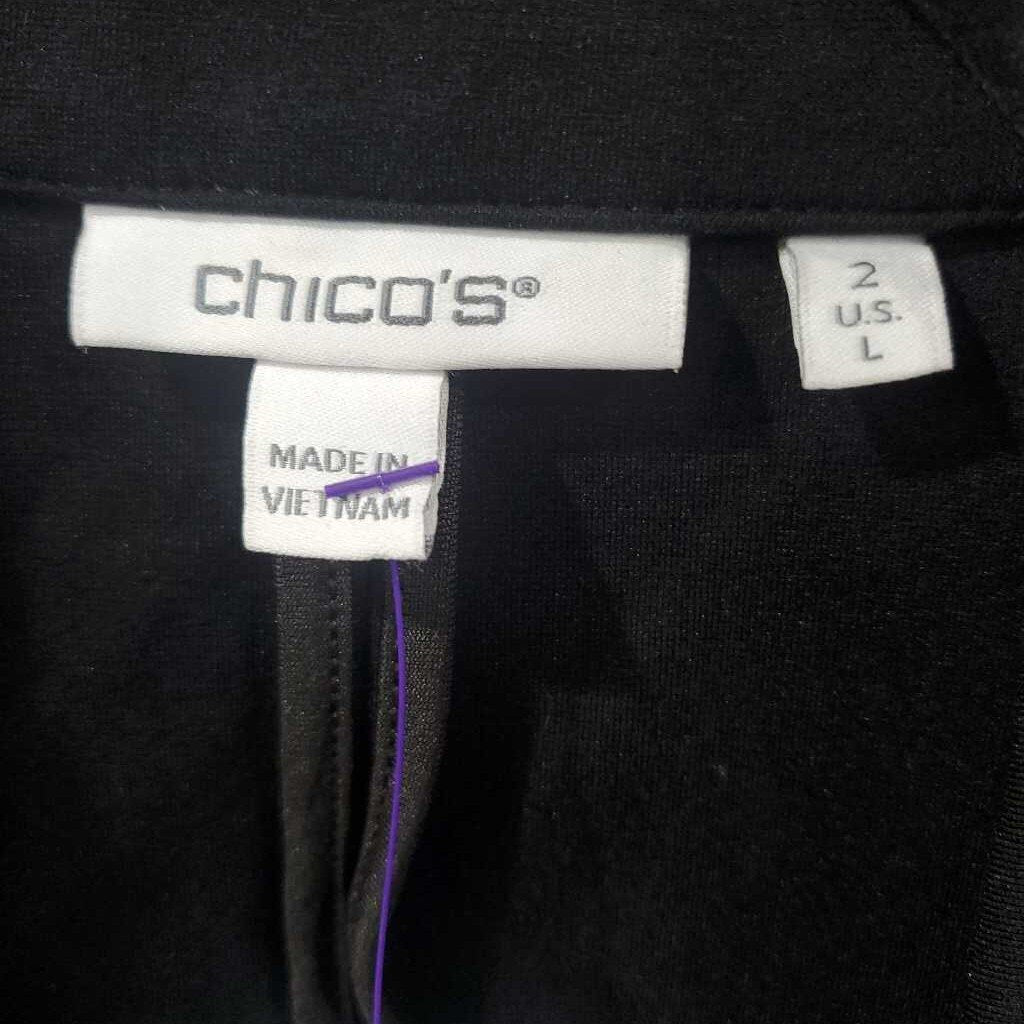 chico's®
2
U.S.
L
MADE IN
VIETNAM